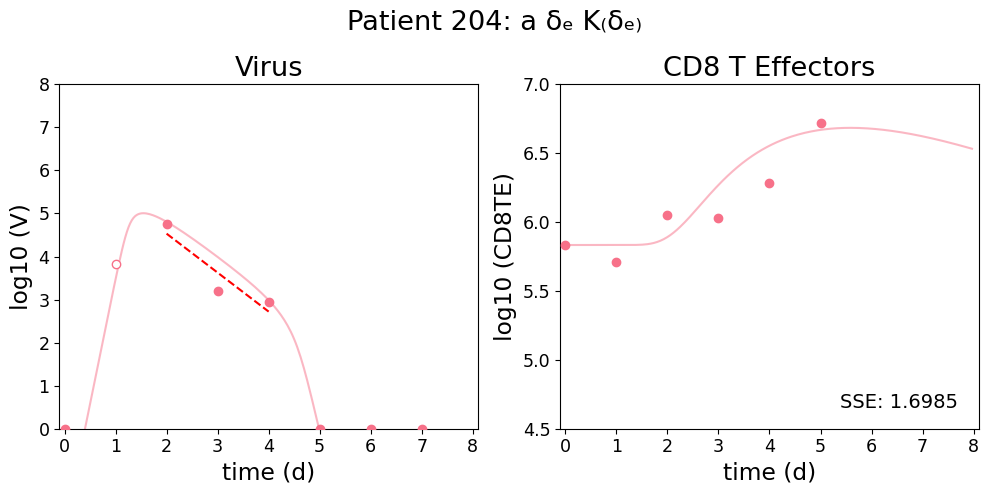 Patient 204: a δₑ K₍δₑ₎
Virus
CD8 T Effectors
log10 (V)
8
7
6
5
4
3
2
1
0
0 1 2 3 4 5 6 7 8
time (d)
log10 (CD8TE)
7.0
6.5
6.0
5.5
5.0
4.5
SSE: 1.6985
0 1 2 3 4 5 6 7 8
time (d)